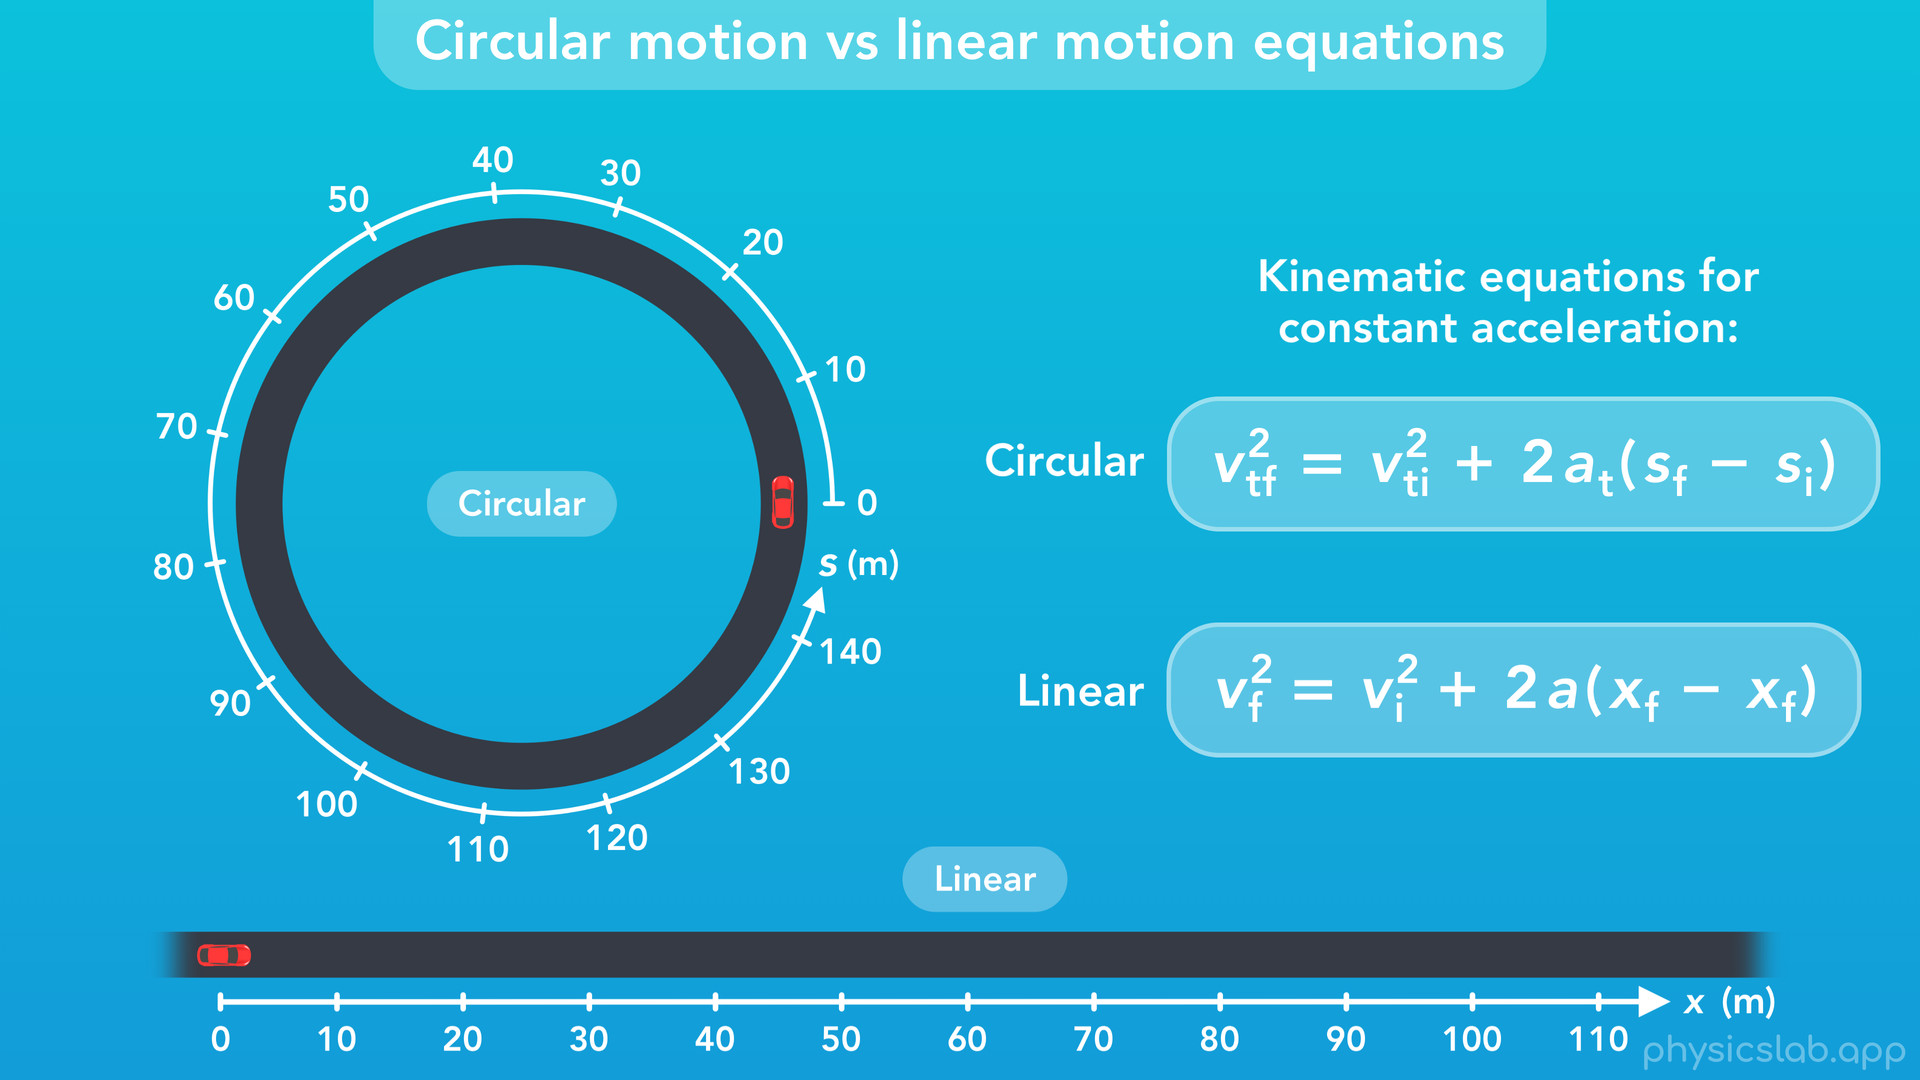 Circular motion vs linear motion equations
40
30
50
20
60
10
70
Circular
0
80
s (m)
140
90
130
100
120
110
Kinematic equations for
constant acceleration:
Circular
v_tf^2 = v_ti^2 + 2a_t(s_f − s_i)
Linear
v_f^2 = v_i^2 + 2a(x_f − x_f)
Linear
x (m)
0 10 20 30 40 50 60 70 80 90 100 110
physicslab.app